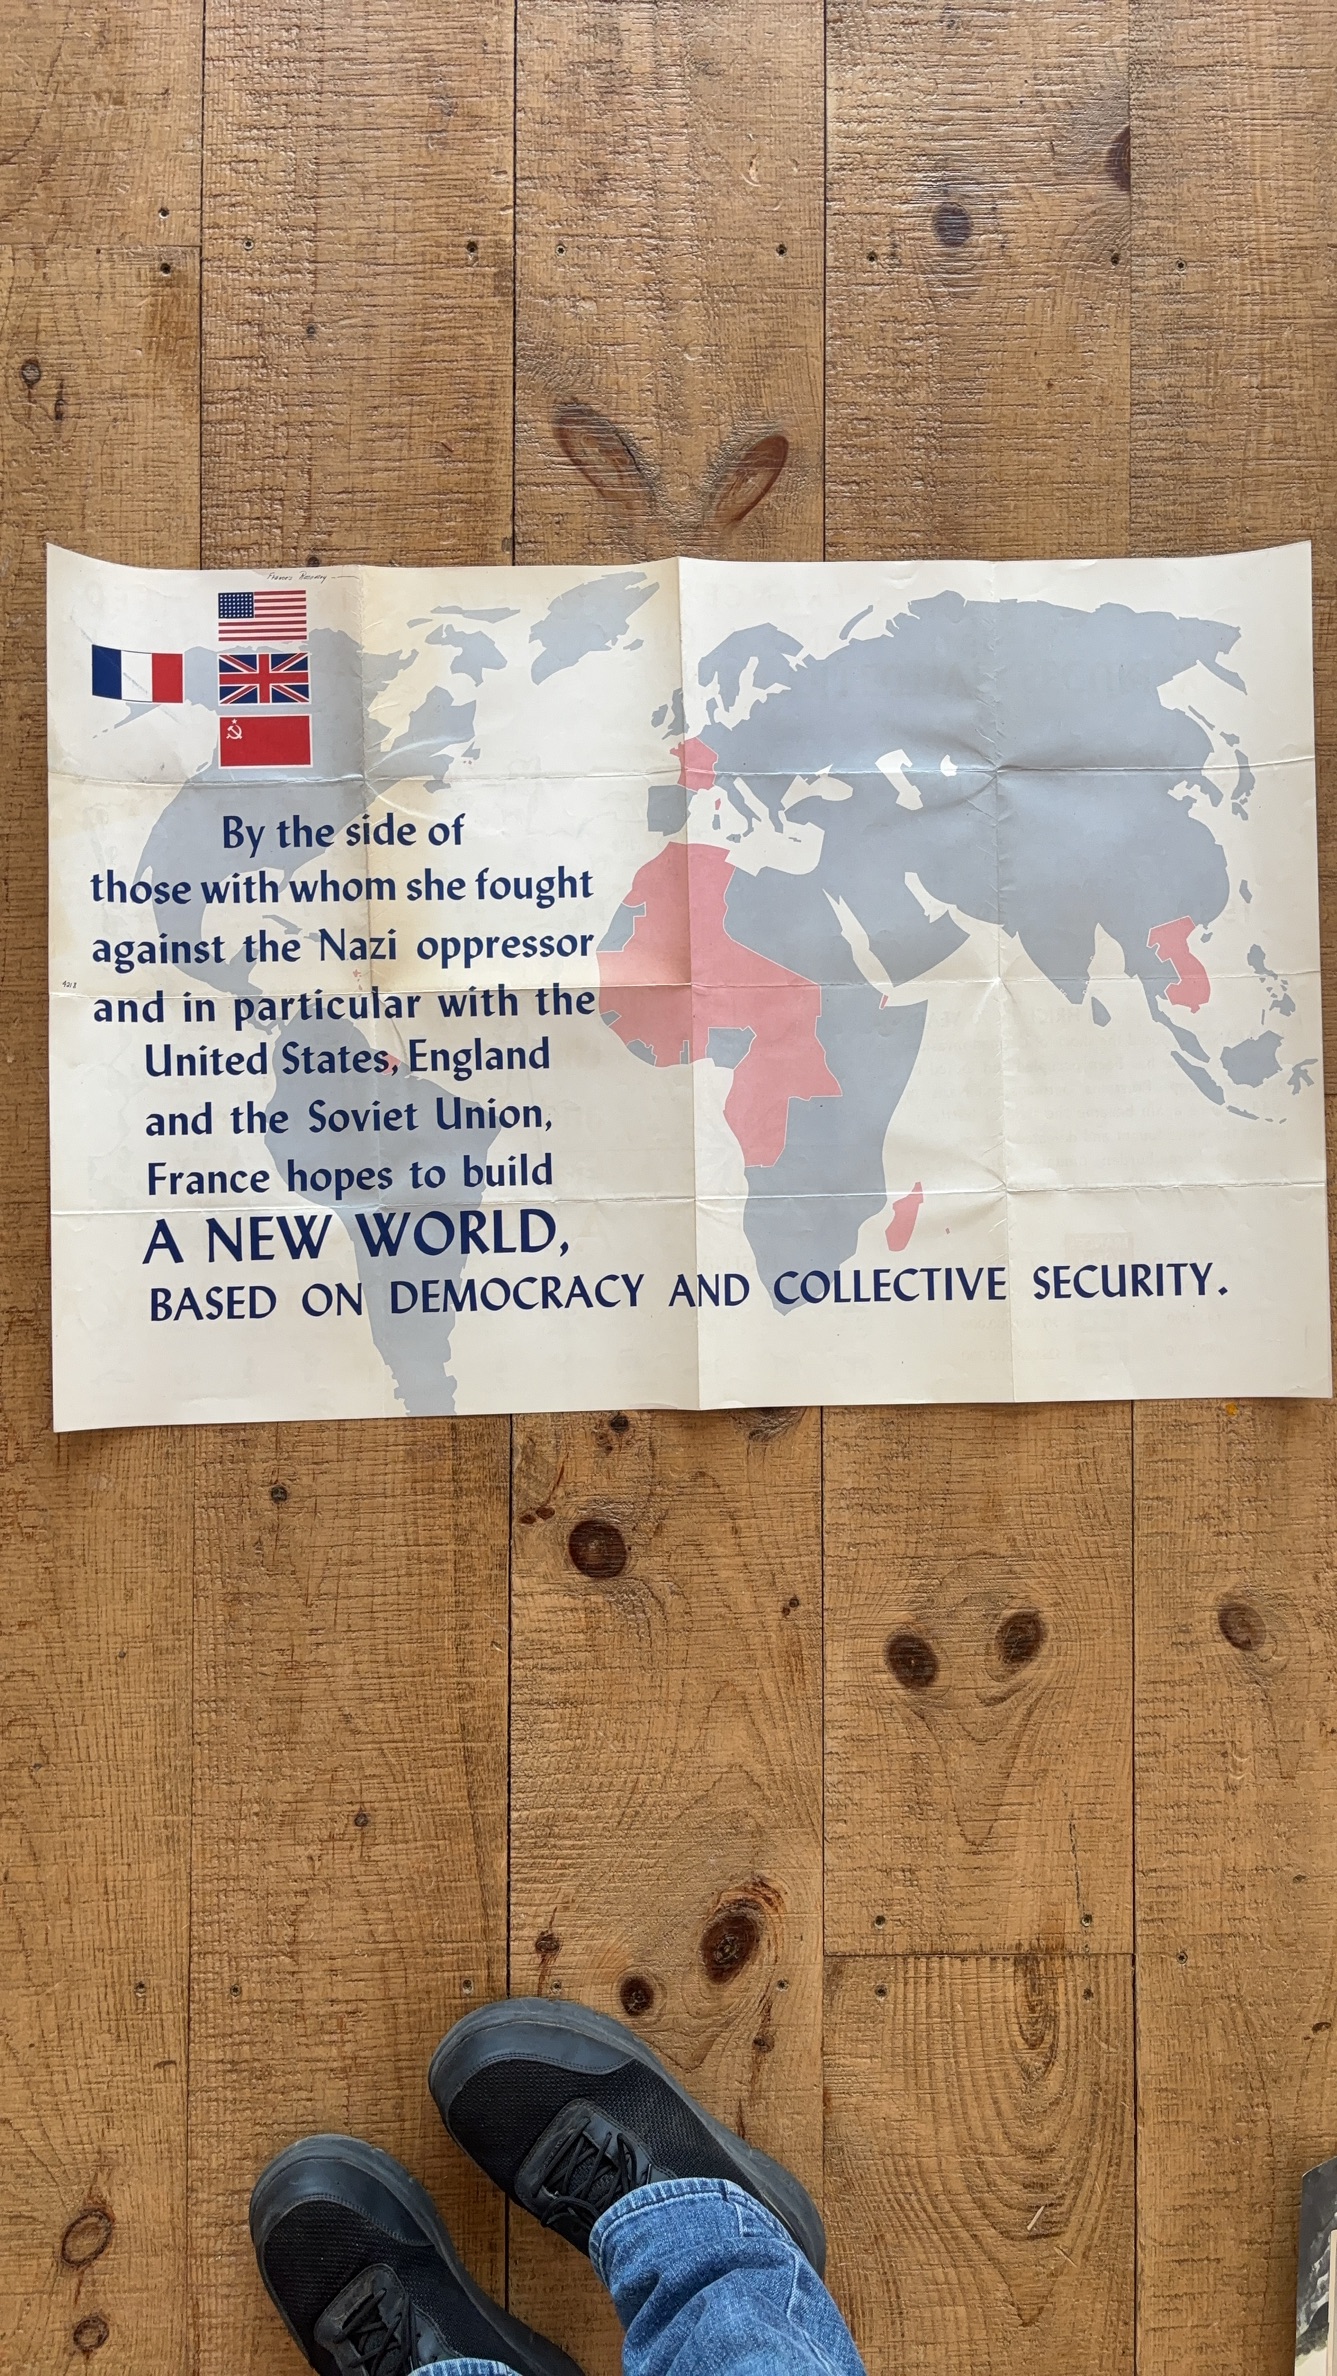 By the side of
those with whom she fought
against the Nazi oppressor
and in particular with the
United States, England
and the Soviet Union,
France hopes to build
A NEW WORLD,
BASED ON DEMOCRACY AND COLLECTIVE SECURITY.